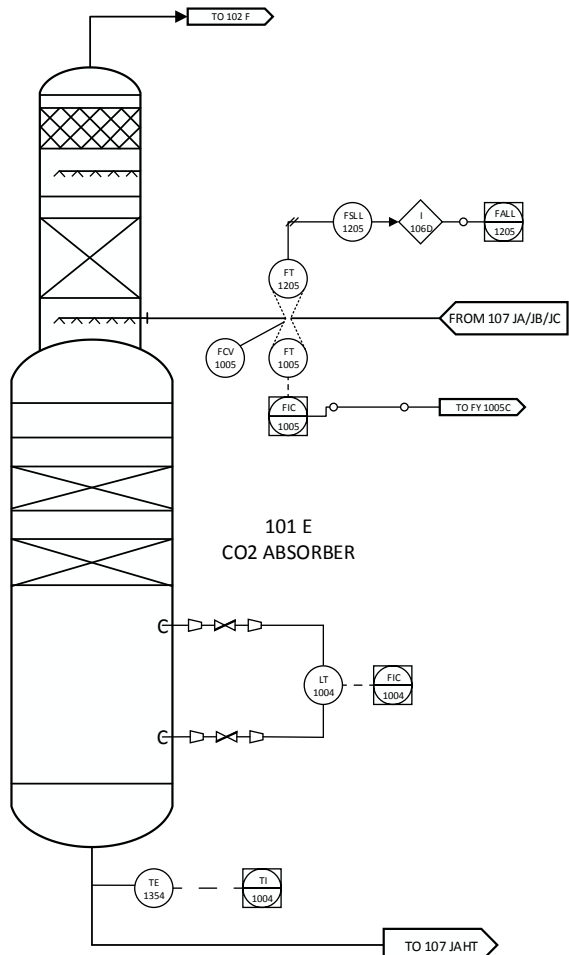 TO 102 F
FSLL
1205
I
106D
FALL
1205
FT
1205
FROM 107 JA/JB/JC
FCV
1005
FT
1005
FIC
1005
TO FY 1005C
101 E
CO2 ABSORBER
C
LT
1004
FIC
1004
C
TE
1354
TI
1004
TO 107 JAHT